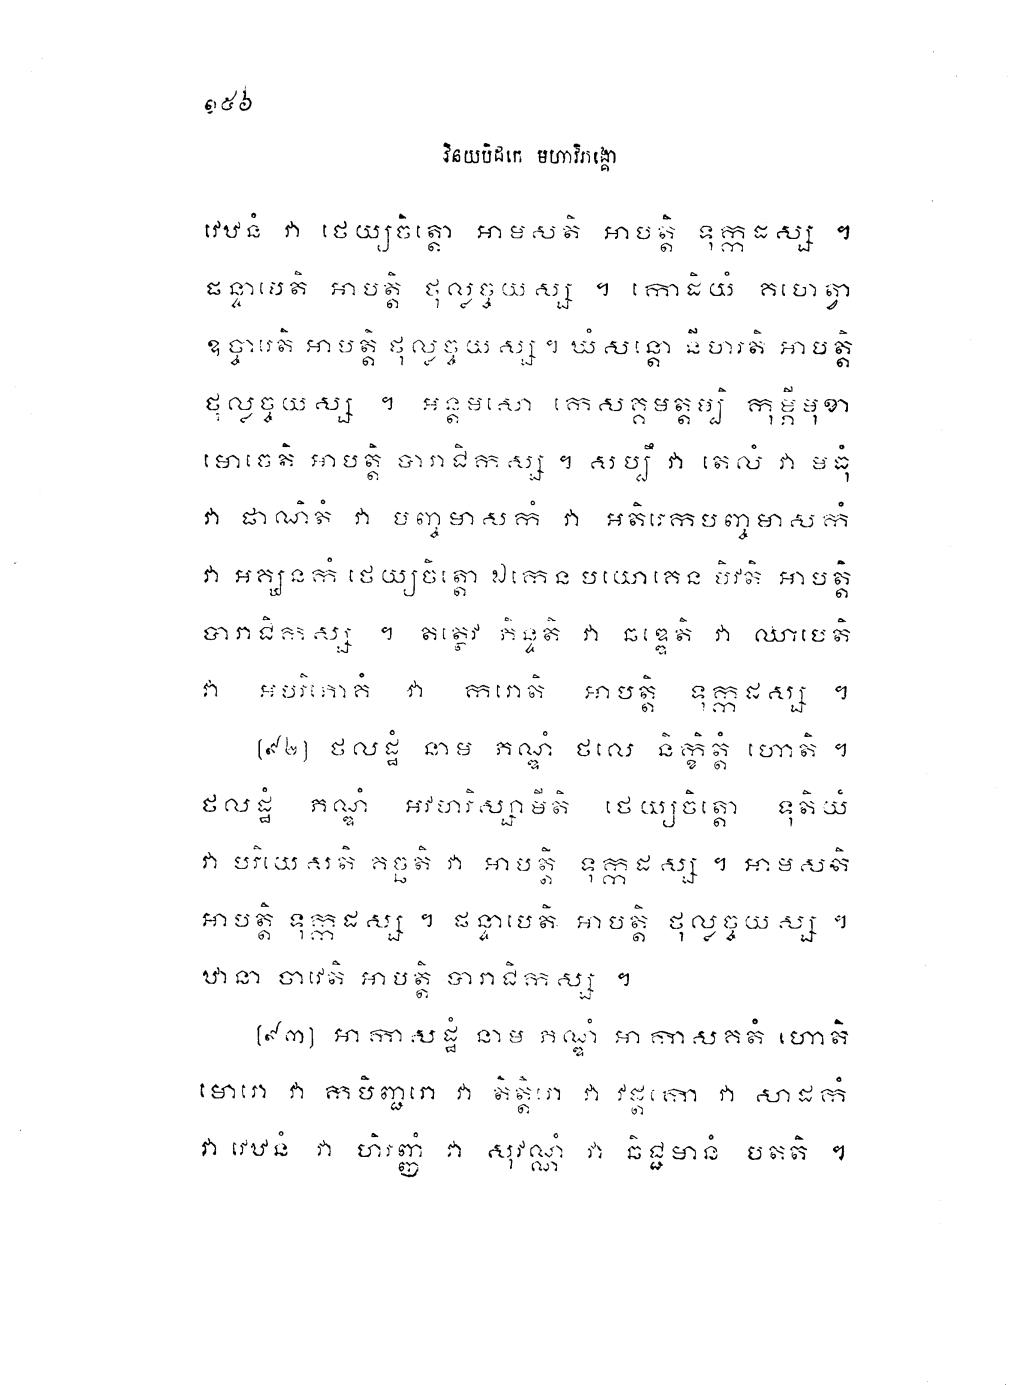 ១៥៦
វិនយបិដកេ មហាវិភង្គោ
វេឋនំ វា ថេយ្យចិត្តោ អាមសតិ អាបត្តិ ទុក្កដស្ស ។
ផន្ទាបេតិ អាបត្តិ ថុល្លច្ចយស្ស ។ កោដិយំ គហេត្វា
ឧច្ចារេតិ អាបត្តិ ថុល្លច្ចយស្ស ។ ឃំសន្តោ នីហរតិ អាបត្តិ
ថុល្លច្ចយស្ស ។ អន្តមសោ កេសគ្គមត្តម្បិ កុម្ភីមុខា
មោចេតិ អាបត្តិ បារាជិកស្ស ។ សប្បឹ វា តេលំ វា មធុំ
វា ផាណិតំ វា បញ្ចមាសកំ វា អតិរេកបញ្ចមាសកំ
វា អគ្ឃនកំ ថេយ្យចិត្តោ ឯកេន បយោគេន បិវតិ អាបត្តិ
បារាជិកស្ស ។ តត្ថេវ ភិន្ទតិ វា ឆឌ្ឌេតិ វា ឈាបេតិ
វា អបរិភោគំ វា ករោតិ អាបត្តិ ទុក្កដស្ស ។
[៩២] ថលដ្ឋំ នាម ភណ្ឌំ ថលេ និក្ខិត្តំ ហោតិ ។
ថលដ្ឋំ ភណ្ឌំ អវហរិស្សាមីតិ ថេយ្យចិត្តោ ទុតិយំ
វា បរិយេសតិ គច្ឆតិ វា អាបត្តិ ទុក្កដស្ស ។ អាមសតិ
អាបត្តិ ទុក្កដស្ស ។ ផន្ទាបេតិ អាបត្តិ ថុល្លច្ចយស្ស ។
ឋានា ចាវេតិ អាបត្តិ បារាជិកស្ស ។
[៩៣] អាកាសដ្ឋំ នាម ភណ្ឌំ អាកាសគតំ ហោតិ
មោរោ វា កបិញ្ជរោ វា តិត្តិរោ វា វដ្ដកោ វា សាដកំ
វា វេឋនំ វា ហិរញ្ញំ វា សុវណ្ណំ វា ឆិជ្ជមានំ បតតិ ។